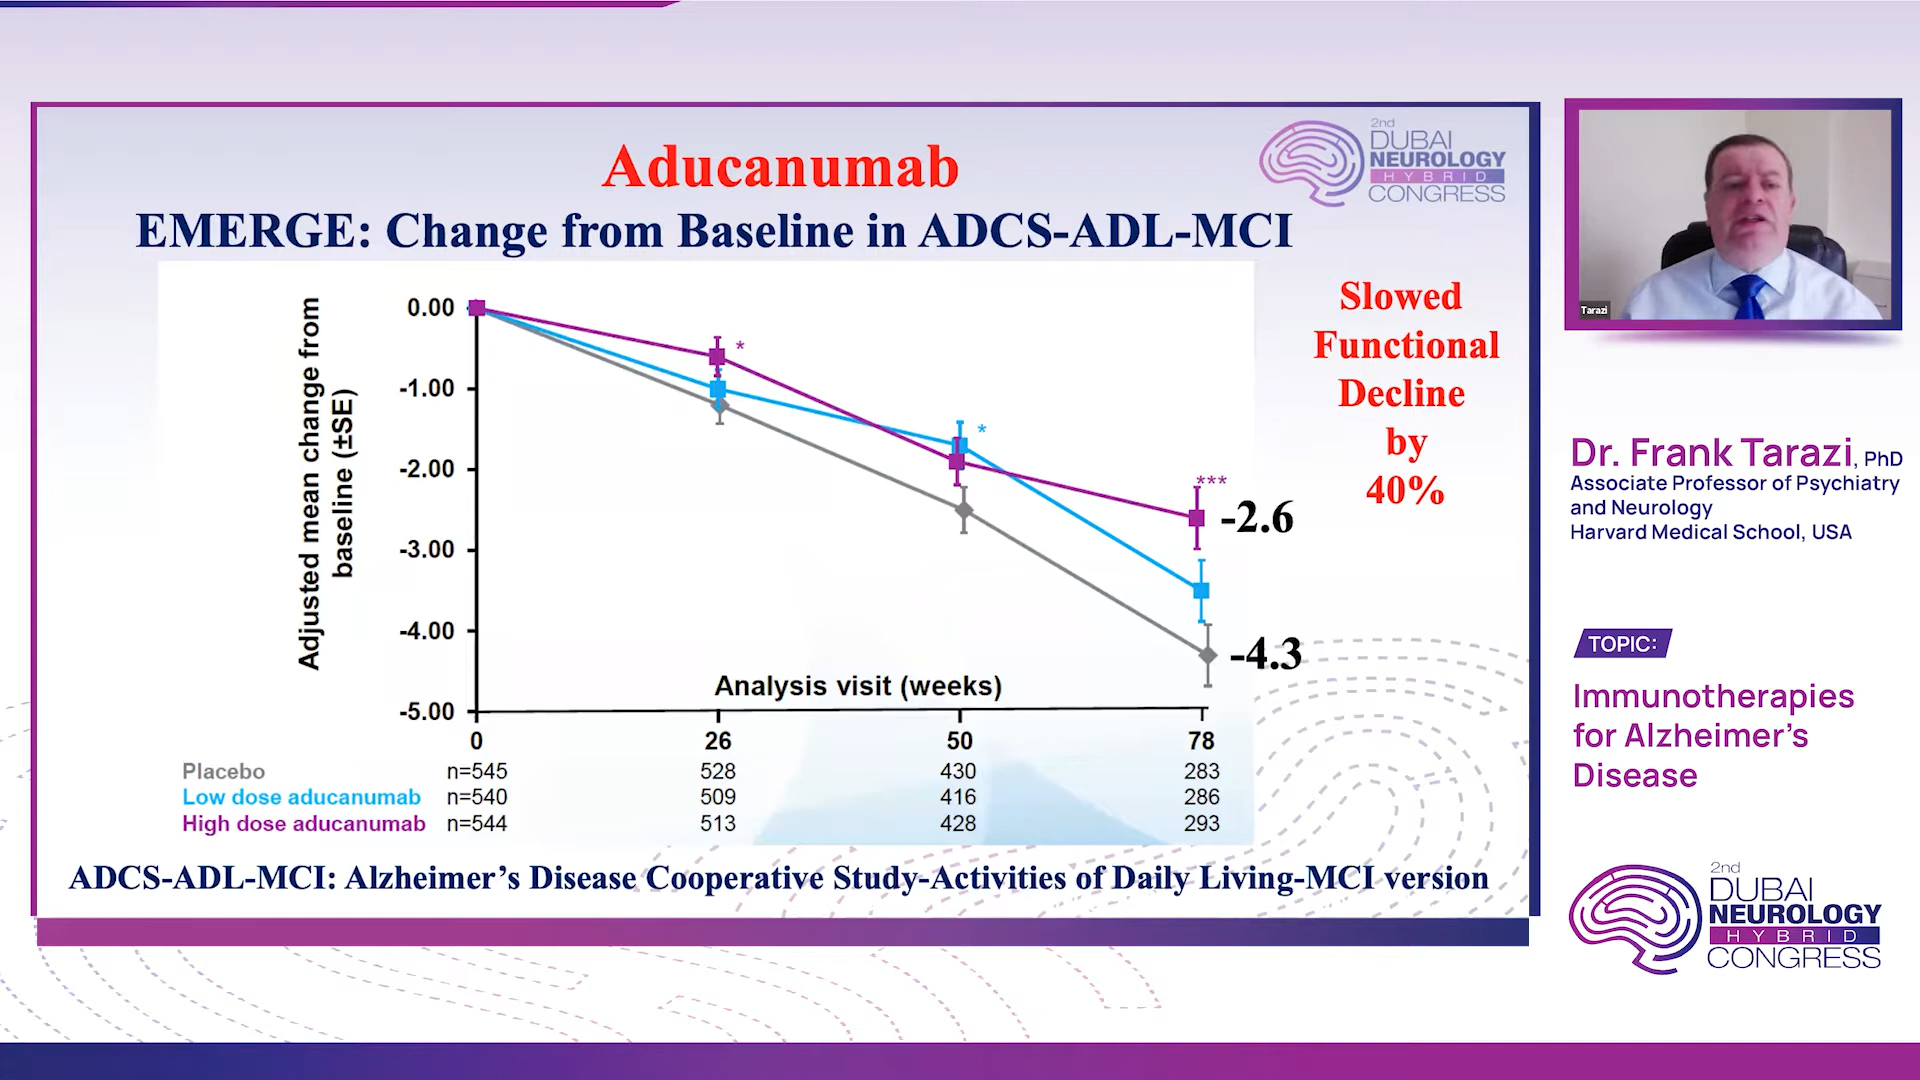 Aducanumab
EMERGE: Change from Baseline in ADCS-ADL-MCI
2nd
DUBAI
NEUROLOGY
HYBRID
CONGRESS
Adjusted mean change from
baseline (±SE)
0.00
-1.00
-2.00
-3.00
-4.00
-5.00
*
*
***
-2.6
-4.3
Analysis visit (weeks)
0 26 50 78
Placebo n=545 528 430 283
Low dose aducanumab n=540 509 416 286
High dose aducanumab n=544 513 428 293
Slowed
Functional
Decline
by
40%
ADCS-ADL-MCI: Alzheimer’s Disease Cooperative Study-Activities of Daily Living-MCI version
Tarazi
Dr. Frank Tarazi, PhD
Associate Professor of Psychiatry
and Neurology
Harvard Medical School, USA
TOPIC:
Immunotherapies
for Alzheimer’s
Disease
2nd
DUBAI
NEUROLOGY
HYBRID
CONGRESS